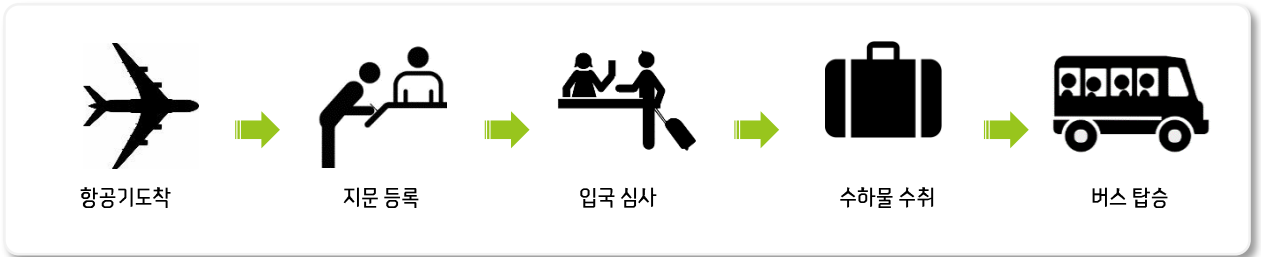 항공기도착
지문 등록
입국 심사
수하물 수취
버스 탑승